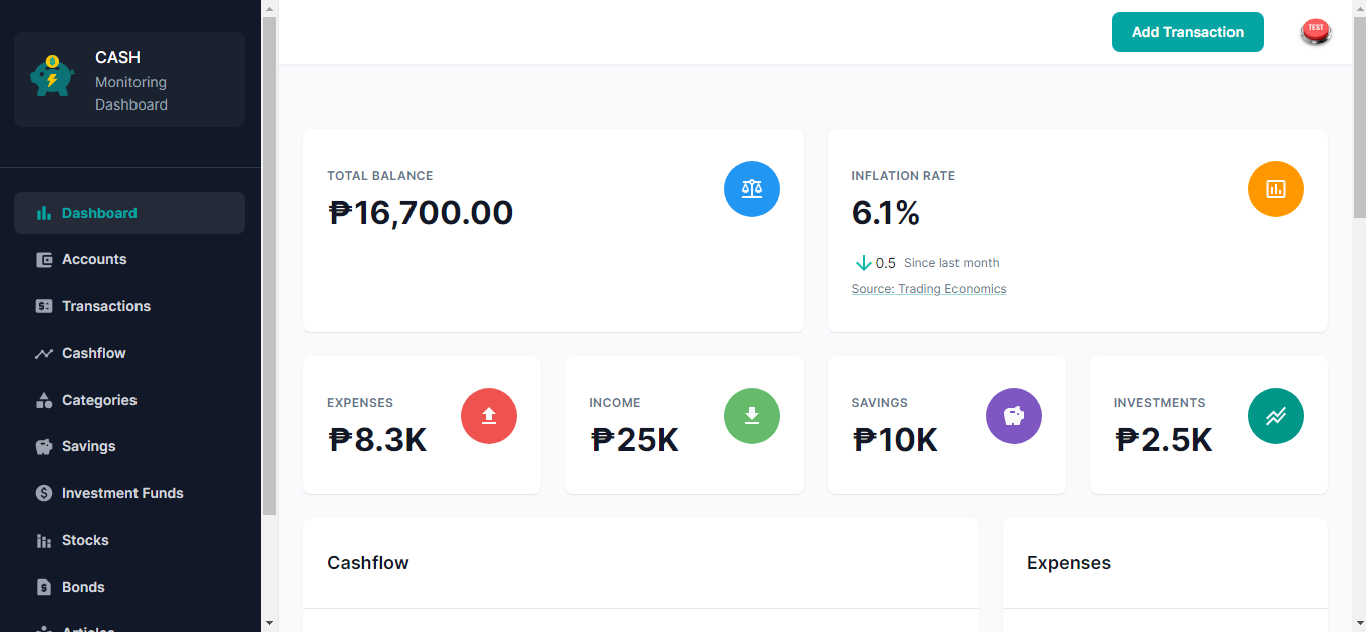 CASH
Monitoring
Dashboard
Dashboard
Accounts
Transactions
Cashflow
Categories
Savings
Investment Funds
Stocks
Bonds
Articles
Add Transaction
TEST
TOTAL BALANCE
₱16,700.00
INFLATION RATE
6.1%
0.5 Since last month
Source: Trading Economics
EXPENSES
₱8.3K
INCOME
₱25K
SAVINGS
₱10K
INVESTMENTS
₱2.5K
Cashflow
Expenses